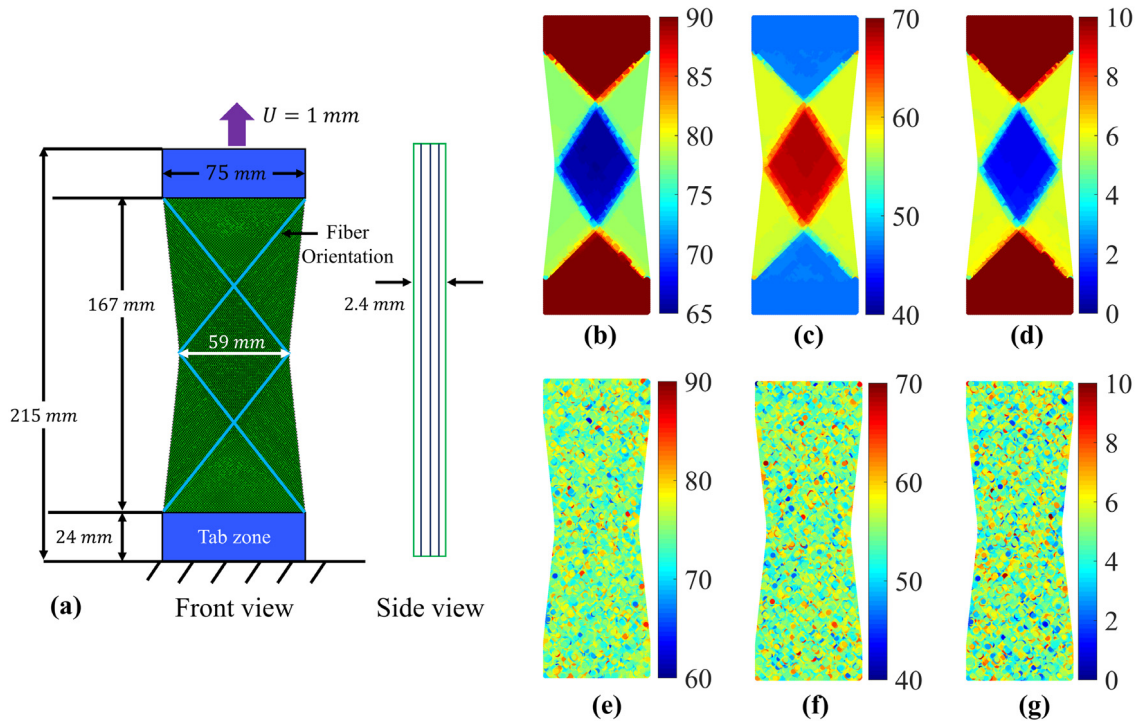 U = 1 mm
75 mm
Fiber
Orientation
167 mm
2.4 mm
59 mm
215 mm
24 mm
Tab zone
(a)
Front view
Side view
90
85
80
75
70
65
(b)
70
60
50
40
(c)
10
8
6
4
2
0
(d)
90
80
70
60
(e)
70
60
50
40
(f)
10
8
6
4
2
0
(g)